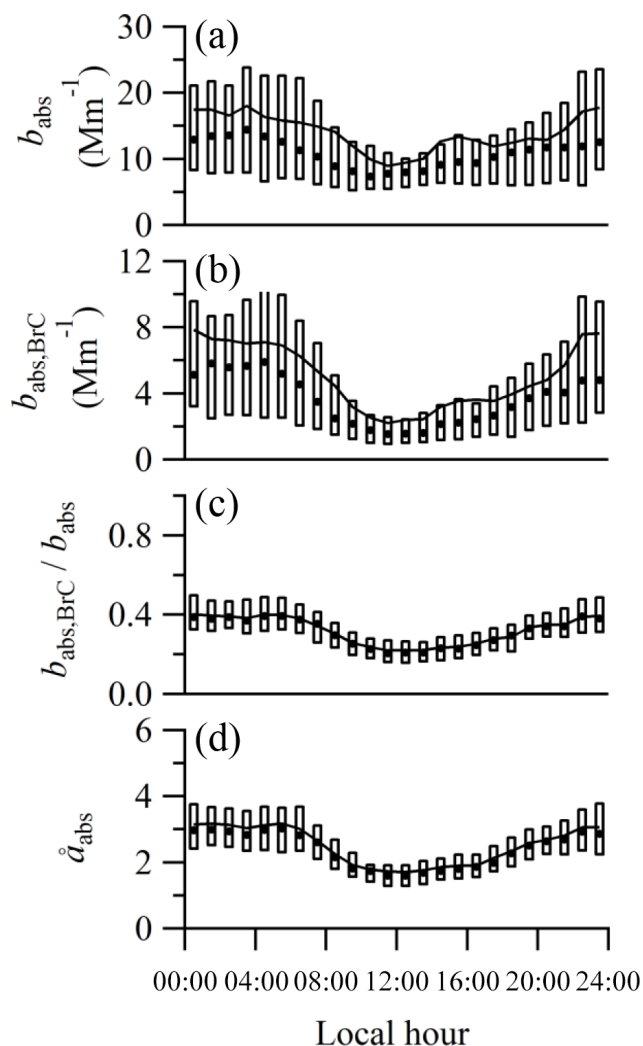 (a)
30
20
10
0
b_abs
(Mm⁻¹)
(b)
12
8
4
0
b_abs,BrC
(Mm⁻¹)
(c)
0.8
0.4
0.0
b_abs,BrC / b_abs
(d)
6
4
2
0
å_abs
00:00 04:00 08:00 12:00 16:00 20:00 24:00
Local hour